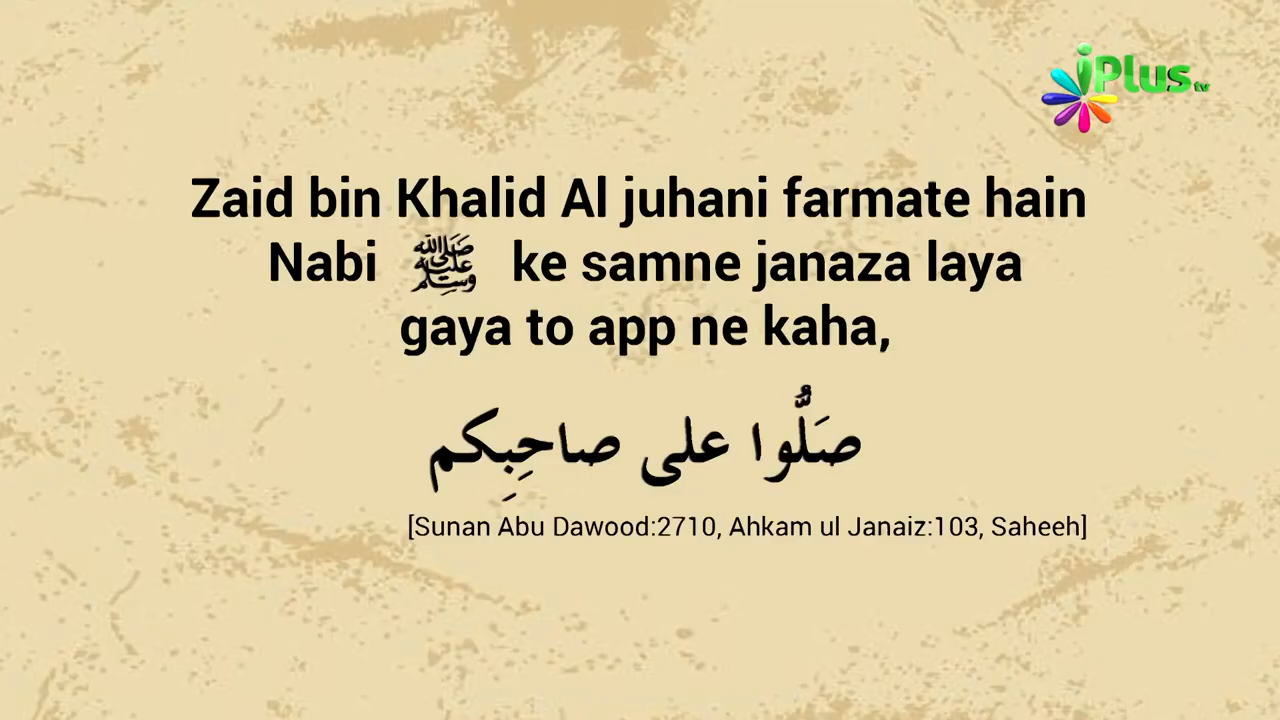 iPlus tv
Zaid bin Khalid Al juhani farmate hain
Nabi ﷺ ke samne janaza laya
gaya to app ne kaha,
صَلُّوا على صاحِبِكم
[Sunan Abu Dawood:2710, Ahkam ul Janaiz:103, Saheeh]